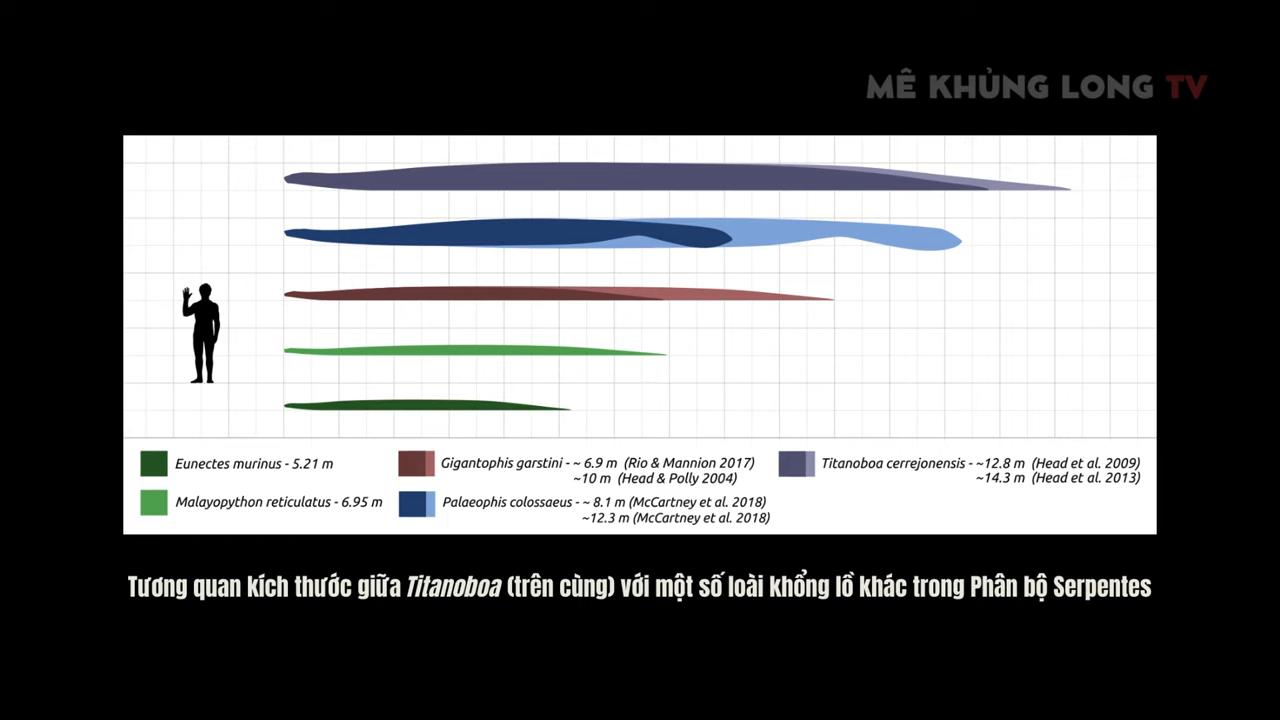 MÊ KHỦNG LONG TV
Eunectes murinus - 5.21 m
Malayopython reticulatus - 6.95 m
Gigantophis garstini - ~ 6.9 m (Rio & Mannion 2017)
~10 m (Head & Polly 2004)
Palaeophis colossaeus - ~ 8.1 m (McCartney et al. 2018)
~12.3 m (McCartney et al. 2018)
Titanoboa cerrejonensis - ~12.8 m (Head et al. 2009)
~14.3 m (Head et al. 2013)
Tương quan kích thước giữa Titanoboa (trên cùng) với một số loài khổng lồ khác trong Phân bộ Serpentes